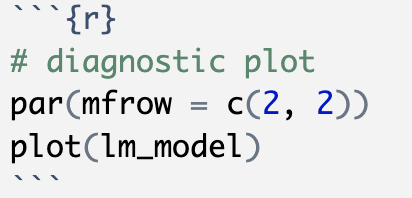 ```{r}
# diagnostic plot
par(mfrow = c(2, 2))
plot(lm_model)
```